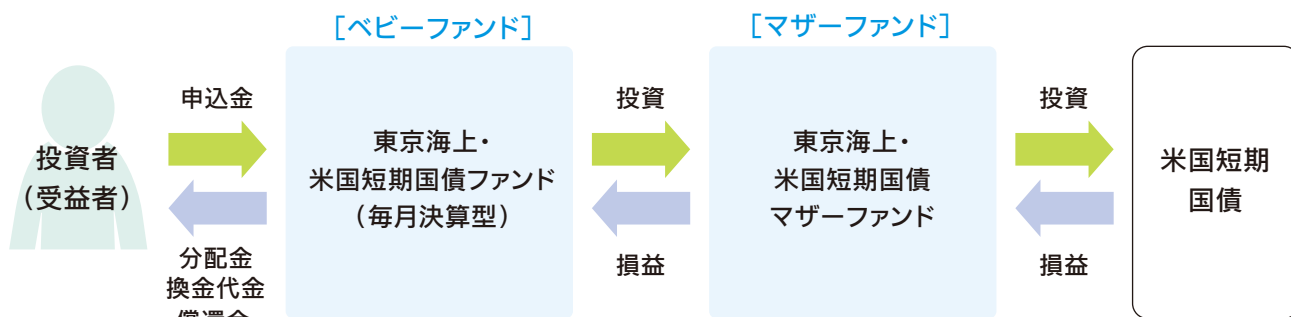 [ベビーファンド]
[マザーファンド]
投資者
(受益者)
申込金
分配金
換金代金
償還金
東京海上・
米国短期国債ファンド
(毎月決算型)
投資
損益
東京海上・
米国短期国債
マザーファンド
投資
損益
米国短期
国債